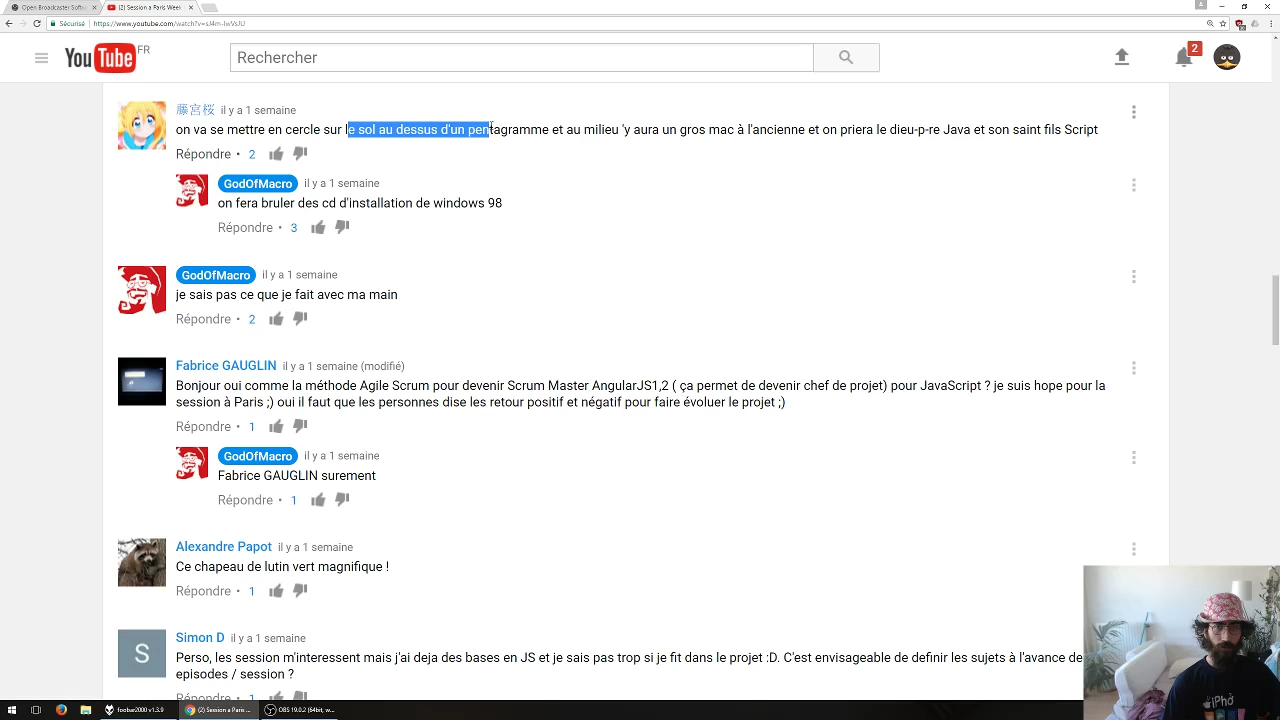 Open Broadcaster Softw
(2) Session a Paris Week
Sécurisé
https://www.youtube.com/watch?v=sJ4m-IwVsJU
YouTube FR
Rechercher
2
藤宮桜 il y a 1 semaine
on va se mettre en cercle sur le sol au dessus d'un pentagramme et au milieu 'y aura un gros mac à l'ancienne et on priera le dieu-p-re Java et son saint fils Script
Répondre • 2
GodOfMacro il y a 1 semaine
on fera bruler des cd d'installation de windows 98
Répondre • 3
GodOfMacro il y a 1 semaine
je sais pas ce que je fait avec ma main
Répondre • 2
Fabrice GAUGLIN il y a 1 semaine (modifié)
Bonjour oui comme la méthode Agile Scrum pour devenir Scrum Master AngularJS1,2 ( ça permet de devenir chef de projet) pour JavaScript ? je suis hope pour la
session à Paris ;) oui il faut que les personnes dise les retour positif et négatif pour faire évoluer le projet ;)
Répondre • 1
GodOfMacro il y a 1 semaine
Fabrice GAUGLIN surement
Répondre • 1
Alexandre Papot il y a 1 semaine
Ce chapeau de lutin vert magnifique !
Répondre • 1
S
Simon D il y a 1 semaine
Perso, les session m'interessent mais j'ai deja des bases en JS et je sais pas trop si je fit dans le projet :D. C'est envisageable de definir les sujets à l'avance de
episodes / session ?
Répondre • 1
iPho
foobar2000 v1.3.9
(2) Session a Paris ...
OBS 19.0.2 (64bit, w...